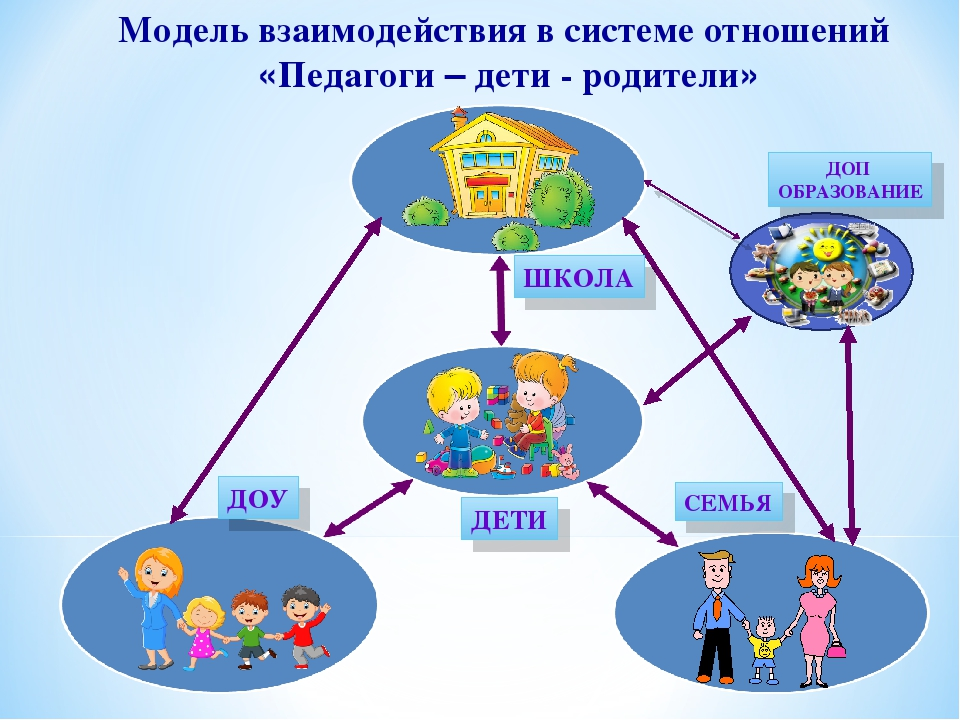 Модель взаимодействия в системе отношений
«Педагоги – дети - родители»
ДОП
ОБРАЗОВАНИЕ
ШКОЛА
ДОУ
СЕМЬЯ
ДЕТИ